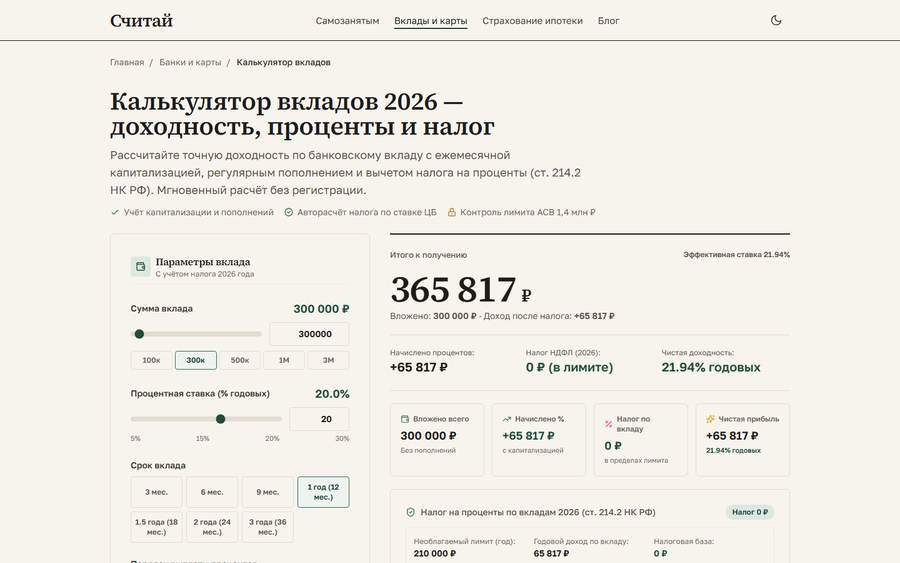 Считай
Самозанятым Вклады и карты Страхование ипотеки Блог
Главная / Банки и карты / Калькулятор вкладов
Калькулятор вкладов 2026 —
доходность, проценты и налог
Рассчитайте точную доходность по банковскому вкладу с ежемесячной
капитализацией, регулярным пополнением и вычетом налога на проценты (ст. 214.2
НК РФ). Мгновенный расчёт без регистрации.
Учёт капитализации и пополнений Авторасчёт налога по ставке ЦБ Контроль лимита АСВ 1,4 млн ₽
Параметры вклада
С учётом налога 2026 года
Сумма вклада 300 000 ₽
300000
100к 300к 500к 1М 3М
Процентная ставка (% годовых) 20.0%
20
5% 15% 20% 30%
Срок вклада
3 мес. 6 мес. 9 мес. 1 год (12
мес.)
1.5 года (18
мес.)
2 года (24
мес.)
3 года (36
мес.)
Итого к получению Эффективная ставка 21.94%
365 817 ₽
Вложено: 300 000 ₽ · Доход после налога: +65 817 ₽
Начислено процентов: Налог НДФЛ (2026): Чистая доходность:
+65 817 ₽ 0 ₽ (в лимите) 21.94% годовых
Вложено всего
300 000 ₽
Без пополнений
Начислено %
+65 817 ₽
с капитализацией
Налог по
вкладу
0 ₽
в пределах лимита
Чистая прибыль
+65 817 ₽
21.94% годовых
Налог на проценты по вкладам 2026 (ст. 214.2 НК РФ) Налог 0 ₽
Необлагаемый лимит (год): Годовой доход по вкладу: Налоговая база:
210 000 ₽ 65 817 ₽ 0 ₽